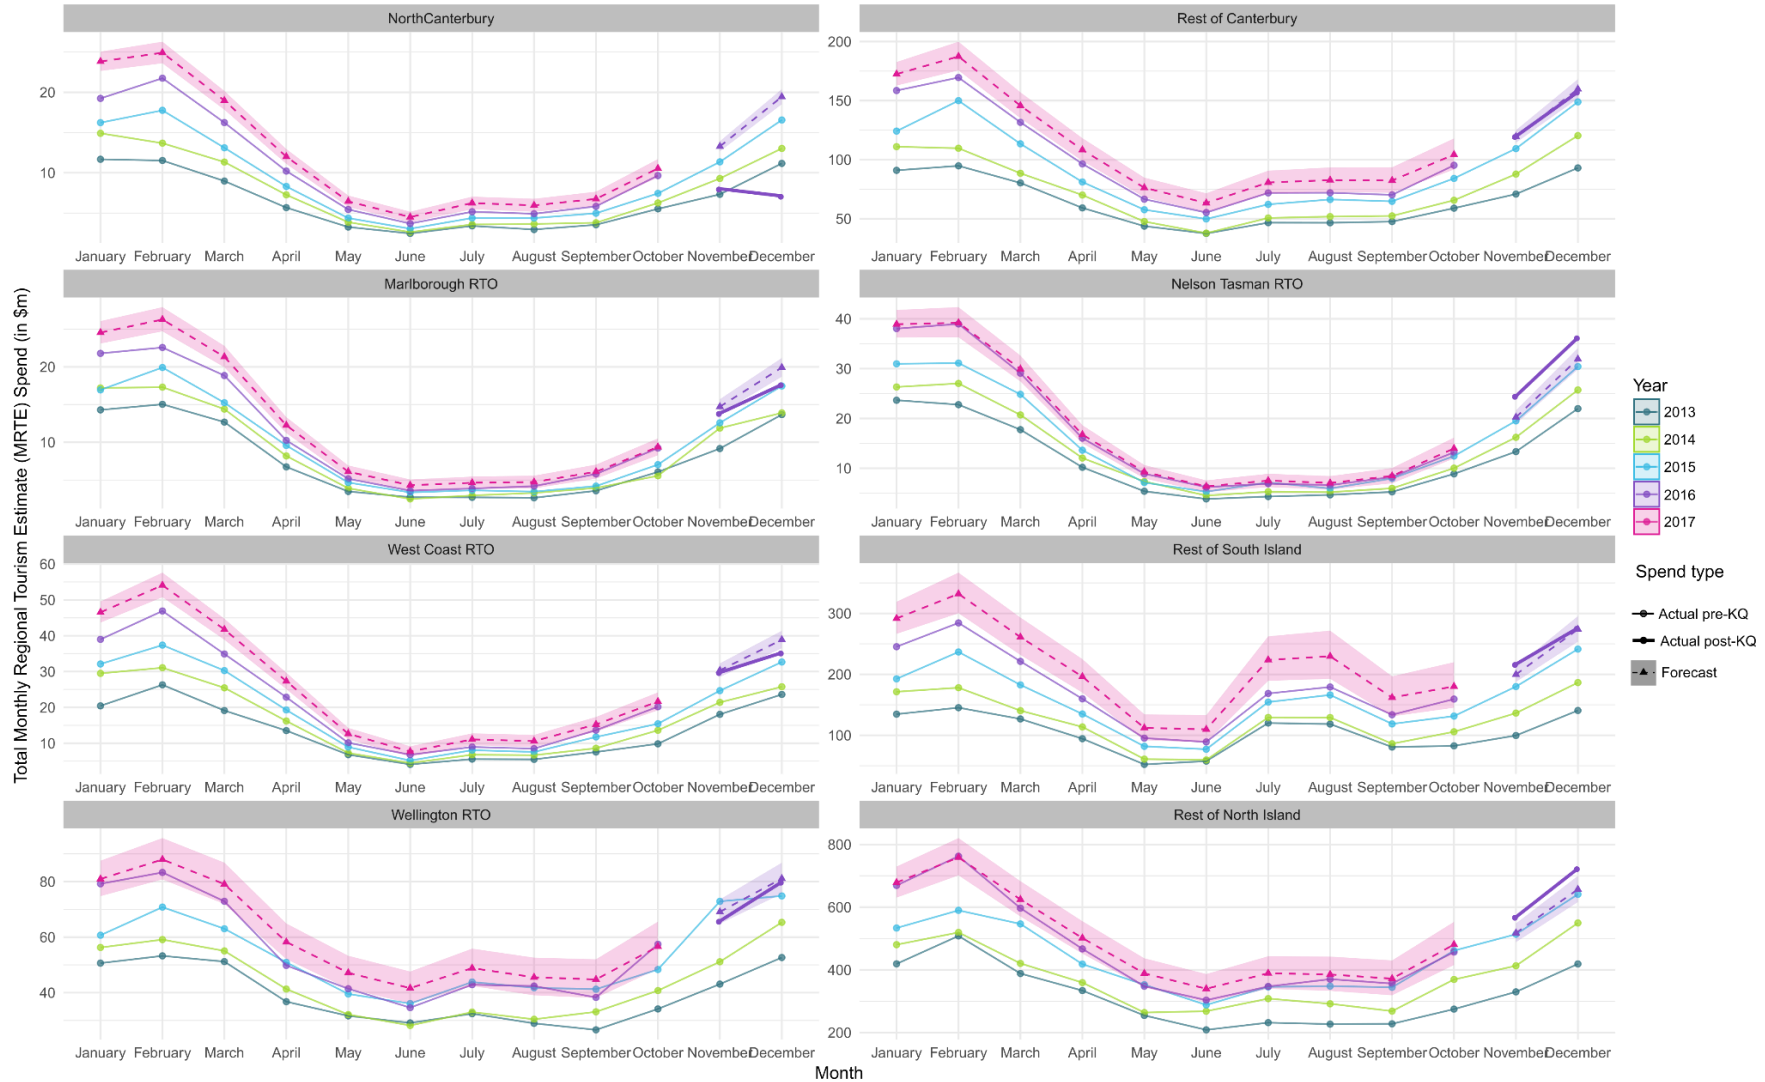 NorthCanterbury
Rest of Canterbury
20
10
200
150
100
50
January February March April May June July August September October November December
January February March April May June July August September October November December
Marlborough RTO
Nelson Tasman RTO
20
10
40
30
20
10
January February March April May June July August September October November December
January February March April May June July August September October November December
West Coast RTO
Rest of South Island
60
50
40
30
20
10
300
200
100
January February March April May June July August September October November December
January February March April May June July August September October November December
Wellington RTO
Rest of North Island
80
60
40
800
600
400
200
January February March April May June July August September October November December
January February March April May June July August September October November December
Total Monthly Regional Tourism Estimate (MRTE) Spend (in $m)
Month
Year
2013
2014
2015
2016
2017
Spend type
Actual pre-KQ
Actual post-KQ
Forecast